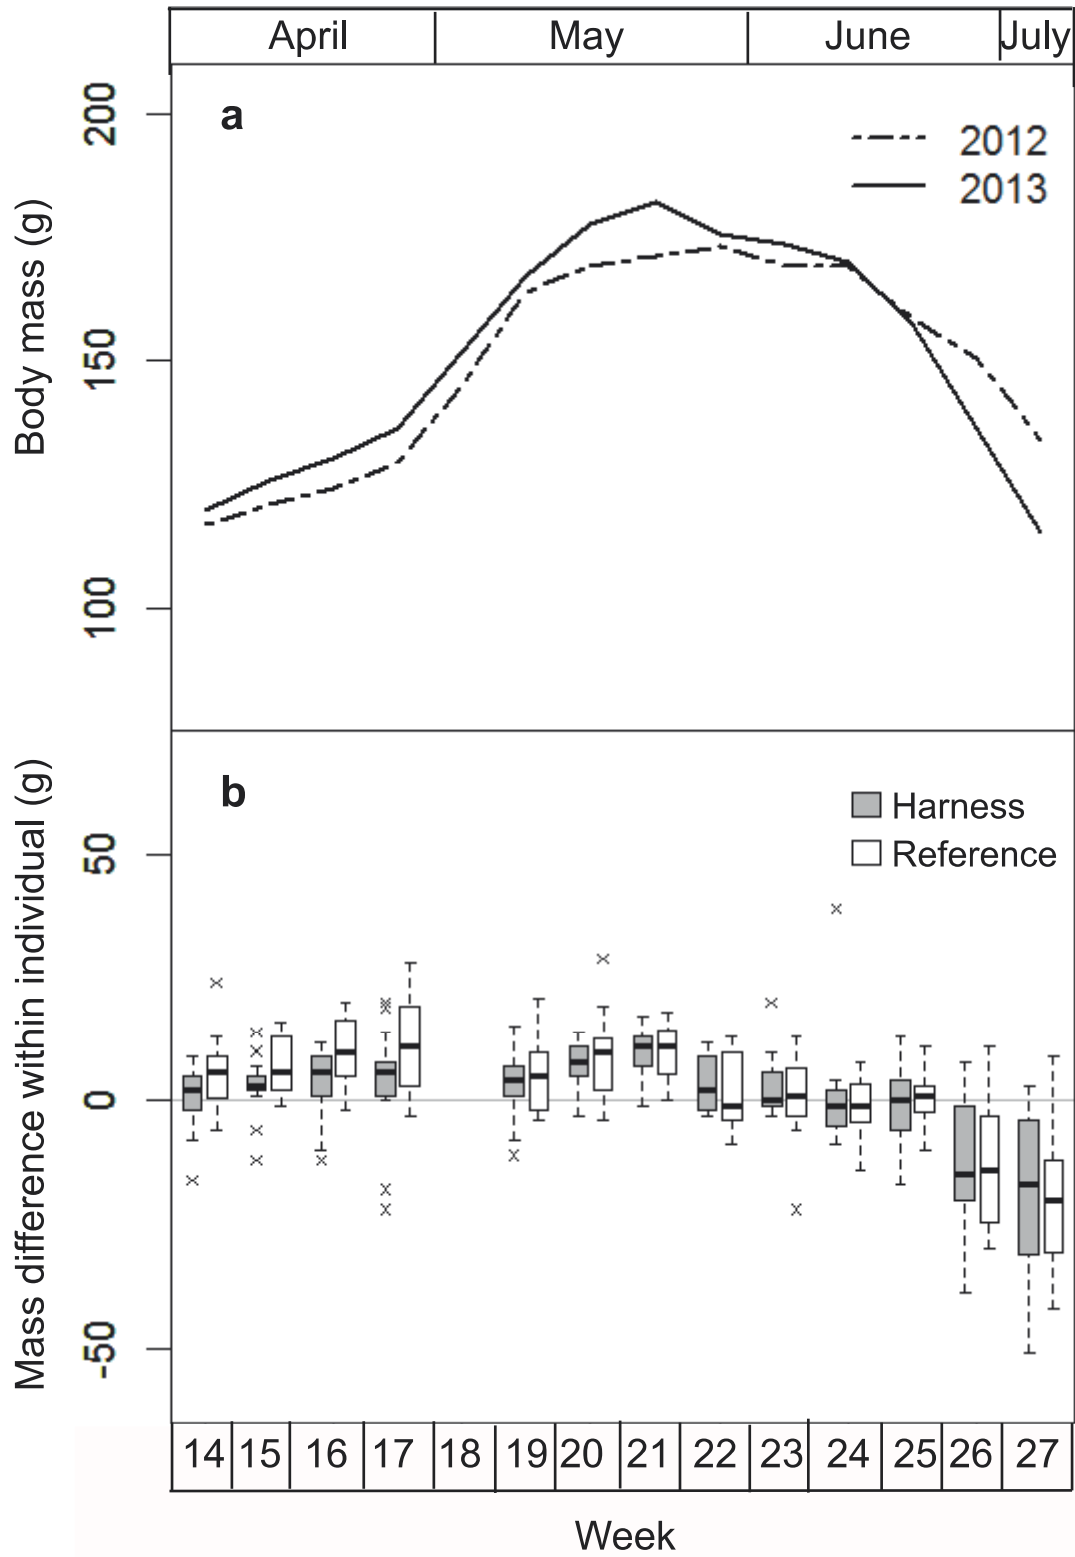 April May June July
a
200
150
100
Body mass (g)
2012
2013
b
Harness
Reference
50
0
-50
Mass difference within individual (g)
14 15 16 17 18 19 20 21 22 23 24 25 26 27
Week